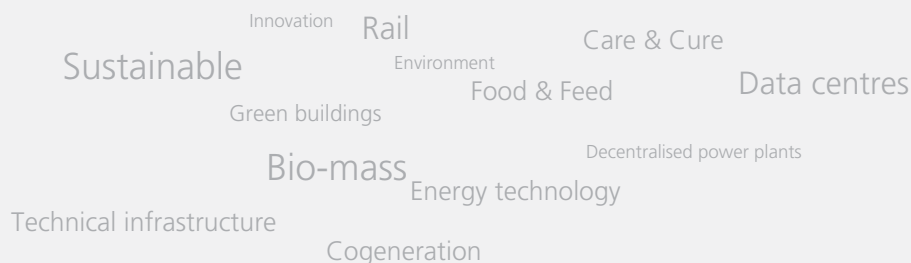 Innovation
Rail
Care & Cure
Sustainable
Environment
Data centres
Food & Feed
Green buildings
Decentralised power plants
Bio-mass
Energy technology
Technical infrastructure
Cogeneration